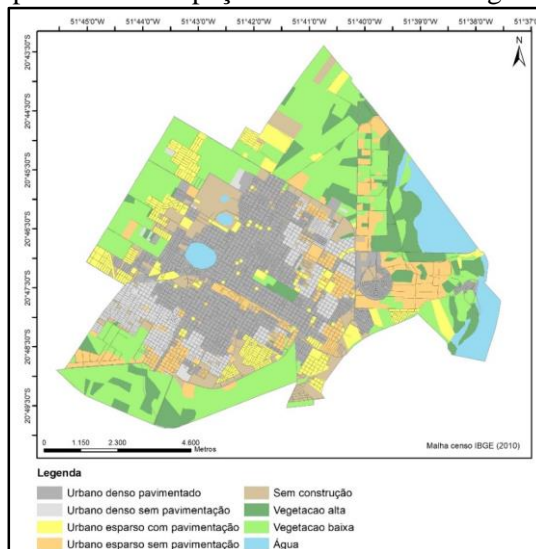 51°45'0"W 51°44'0"W 51°43'0"W 51°42'0"W 51°41'0"W 51°40'0"W 51°39'0"W 51°38'0"W 51°37'0"W
N
20°43'30"S
20°44'30"S
20°45'30"S
20°46'30"S
20°47'30"S
20°48'30"S
20°49'30"S
0 1.150 2.300 4.600
Metros
Malha censo IBGE (2010)
Legenda
Urbano denso pavimentado
Urbano denso sem pavimentação
Urbano esparso com pavimentação
Urbano esparso sem pavimentação
Sem construção
Vegetacao alta
Vegetacao baixa
Água